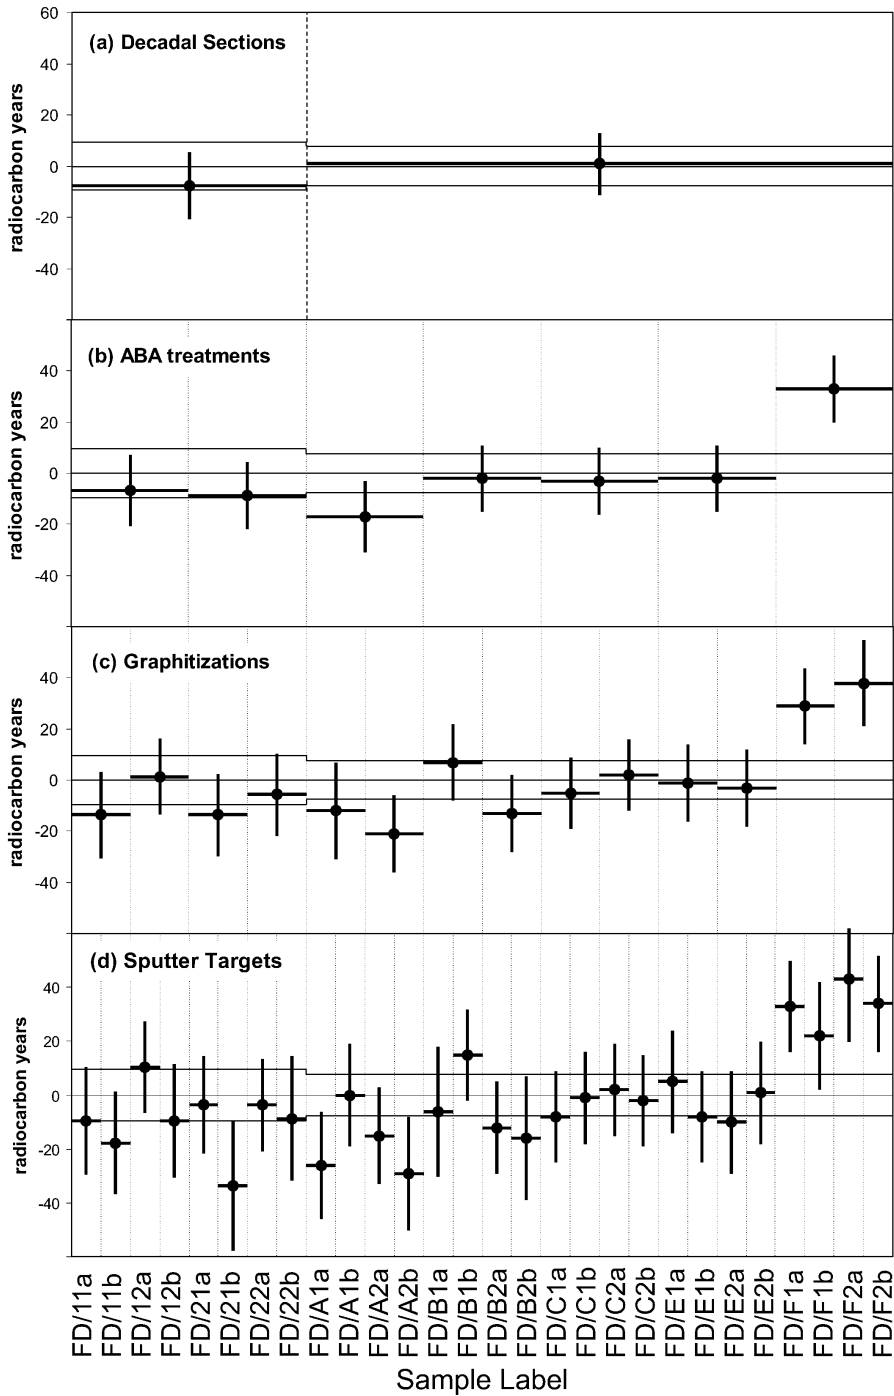 60
(a) Decadal Sections
40
20
0
-20
-40
radiocarbon years
(b) ABA treatments
40
20
0
-20
-40
radiocarbon years
(c) Graphitizations
40
20
0
-20
-40
radiocarbon years
(d) Sputter Targets
40
20
0
-20
-40
radiocarbon years
FD/11a
FD/11b
FD/12a
FD/12b
FD/21a
FD/21b
FD/22a
FD/22b
FD/A1a
FD/A1b
FD/A2a
FD/A2b
FD/B1a
FD/B1b
FD/B2a
FD/B2b
FD/C1a
FD/C1b
FD/C2a
FD/C2b
FD/E1a
FD/E1b
FD/E2a
FD/E2b
FD/F1a
FD/F1b
FD/F2a
FD/F2b
Sample Label